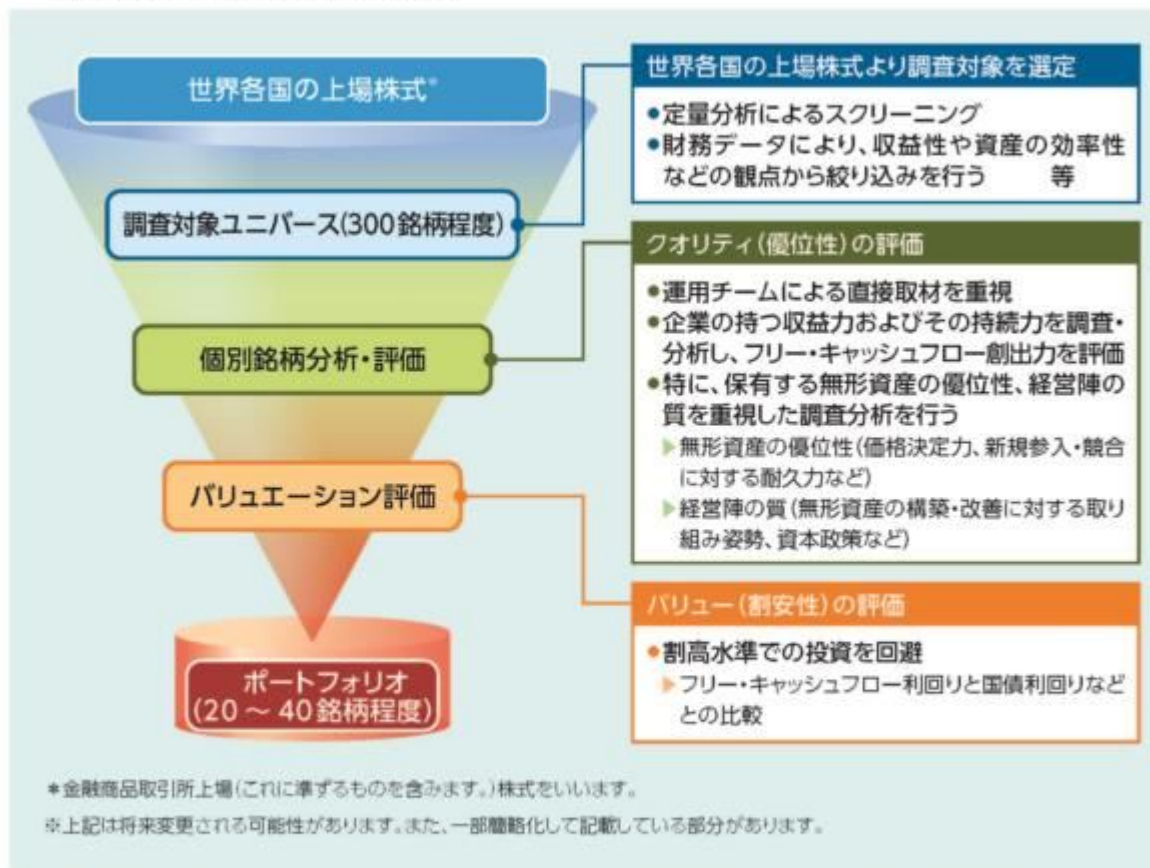 世界各国の上場株式*
調査対象ユニバース(300銘柄程度)
個別銘柄分析・評価
バリュエーション評価
ポートフォリオ
(20～40銘柄程度)
世界各国の上場株式より調査対象を選定
●定量分析によるスクリーニング
●財務データにより、収益性や資産の効率性
などの観点から絞り込みを行う 等
クオリティ(優位性)の評価
●運用チームによる直接取材を重視
●企業の持つ収益力およびその持続力を調査・
分析し、フリー・キャッシュフロー創出力を評価
●特に、保有する無形資産の優位性、経営陣の
質を重視した調査分析を行う
▶無形資産の優位性(価格決定力、新規参入・競合
に対する耐久力など)
▶経営陣の質(無形資産の構築・改善に対する取り
組み姿勢、資本政策など)
バリュー(割安性)の評価
●割高水準での投資を回避
▶フリー・キャッシュフロー利回りと国債利回りなど
との比較
*金融商品取引所上場(これに準ずるものを含みます。)株式をいいます。
※上記は将来変更される可能性があります。また、一部簡略化して記載している部分があります。